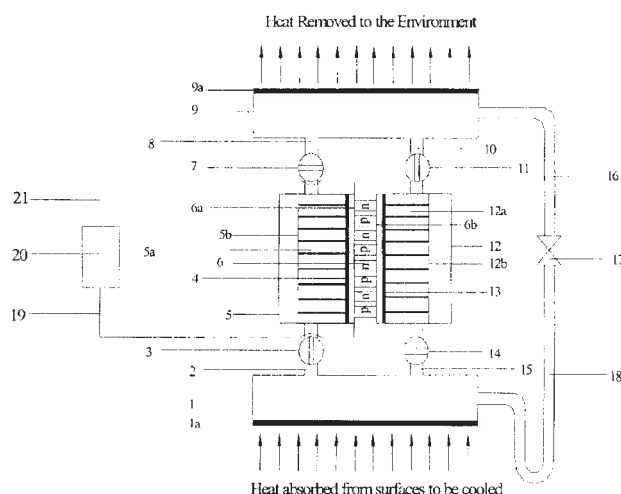 Heat Removed to the Environment
9a
9
8
10
7
11
16
6a
12a
21
5b
6b
5a
12
20
6
12b
17
4
13
19
5
3
14
2
15
18
1
1a
n
p
n
p
n
p
n
p
n
p
Heat absorbed from surfaces to be cooled